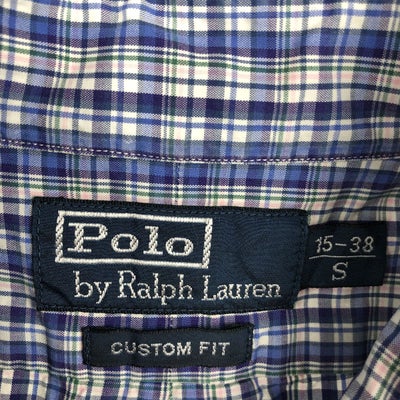 Polo
by Ralph Lauren
15-38
S
CUSTOM FIT